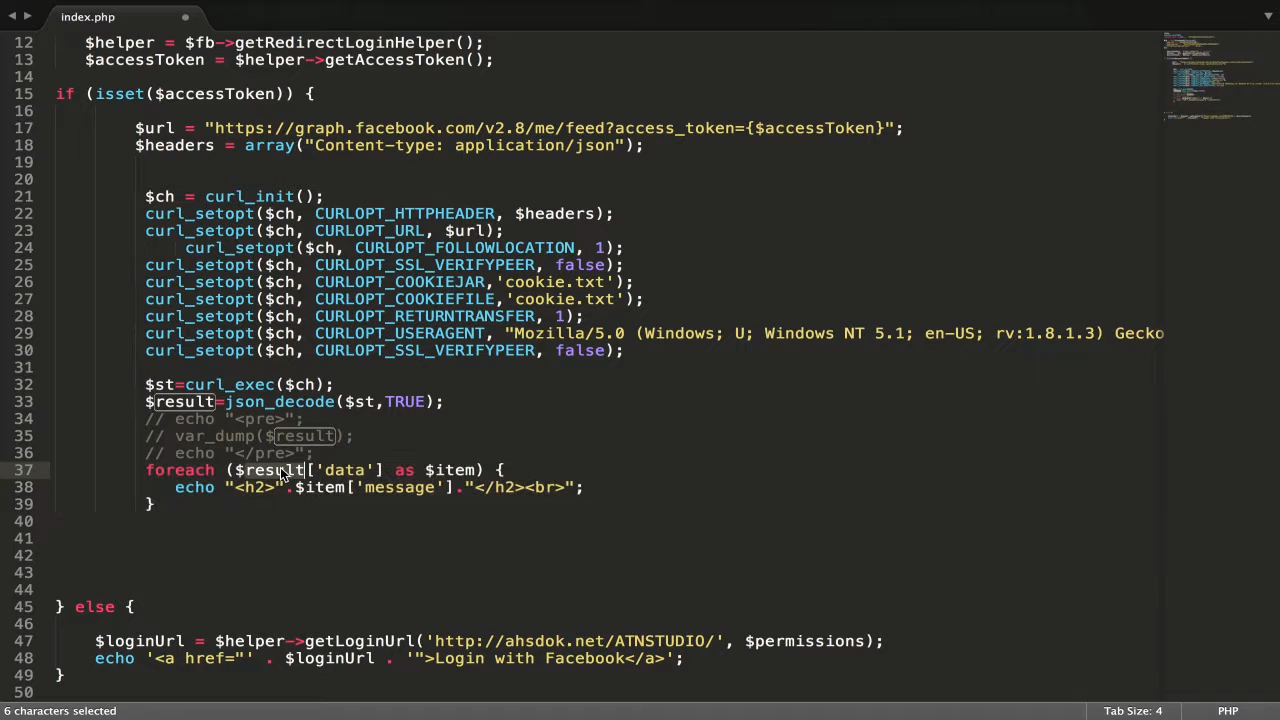 index.php
12 $helper = $fb->getRedirectLoginHelper();
13 $accessToken = $helper->getAccessToken();
14
15 if (isset($accessToken)) {
16
17 $url = "https://graph.facebook.com/v2.8/me/feed?access_token={$accessToken}";
18 $headers = array("Content-type: application/json");
19
20
21 $ch = curl_init();
22 curl_setopt($ch, CURLOPT_HTTPHEADER, $headers);
23 curl_setopt($ch, CURLOPT_URL, $url);
24 curl_setopt($ch, CURLOPT_FOLLOWLOCATION, 1);
25 curl_setopt($ch, CURLOPT_SSL_VERIFYPEER, false);
26 curl_setopt($ch, CURLOPT_COOKIEJAR,'cookie.txt');
27 curl_setopt($ch, CURLOPT_COOKIEFILE,'cookie.txt');
28 curl_setopt($ch, CURLOPT_RETURNTRANSFER, 1);
29 curl_setopt($ch, CURLOPT_USERAGENT, "Mozilla/5.0 (Windows; U; Windows NT 5.1; en-US; rv:1.8.1.3) Gecko
30 curl_setopt($ch, CURLOPT_SSL_VERIFYPEER, false);
31
32 $st=curl_exec($ch);
33 $result=json_decode($st,TRUE);
34 // echo "<pre>";
35 // var_dump($result);
36 // echo "</pre>";
37 foreach ($result['data'] as $item) {
38 echo "<h2>".$item['message']."</h2><br>";
39 }
40
41
42
43
44
45 } else {
46
47 $loginUrl = $helper->getLoginUrl('http://ahsdok.net/ATNSTUDIO/', $permissions);
48 echo '<a href="' . $loginUrl . '">Login with Facebook</a>';
49 }
50
6 characters selected
Tab Size: 4
PHP